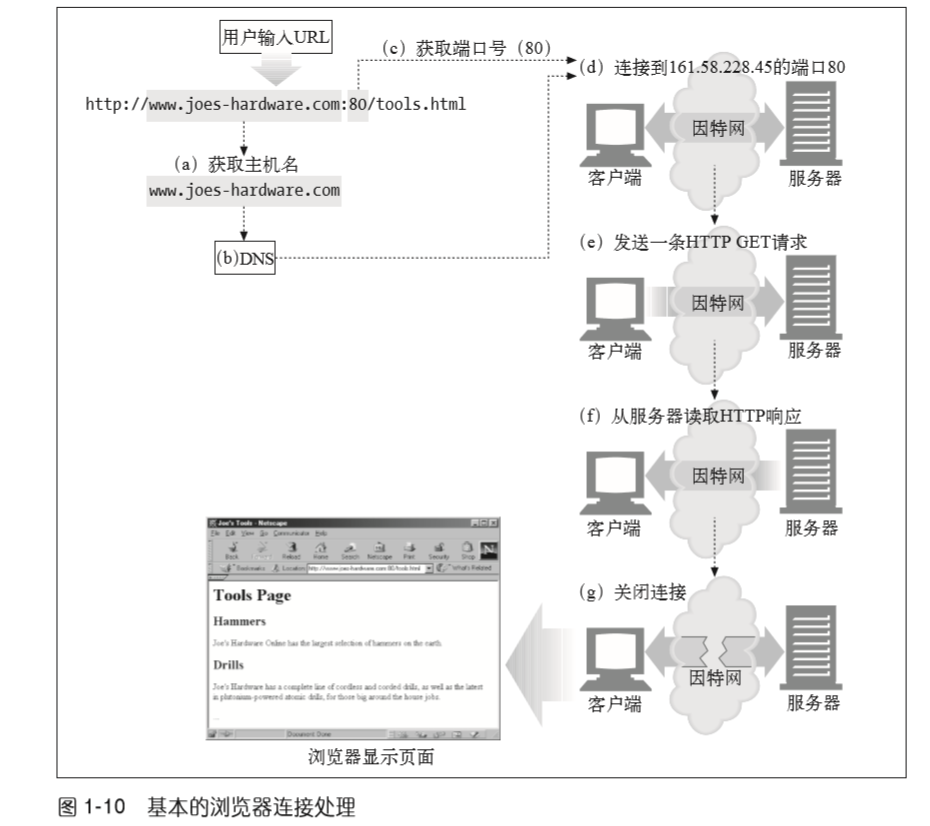 用户输入URL
(c) 获取端口号（80）
http://www.joes-hardware.com:80/tools.html
(a) 获取主机名
www.joes-hardware.com
(b)DNS
(d) 连接到161.58.228.45的端口80
因特网
客户端
服务器
(e) 发送一条HTTP GET请求
因特网
客户端
服务器
(f) 从服务器读取HTTP响应
因特网
客户端
服务器
(g) 关闭连接
因特网
客户端
服务器
Joe's Tools - Netscape
File Edit View Go Communicator Help
Back Reload Home Search Netscape Print Security Stop
Bookmarks Location: http://www.joes-hardware.com:80/tools.html What's Related
Tools Page
Hammers
Joe's Hardware Online has the largest selection of hammers on the earth.
Drills
Joe's Hardware has a complete line of cordless and corded drills, as well as the latest
in plutonium-powered atomic drills, for those big around the house jobs.
...
Document Done
浏览器显示页面
图 1-10 基本的浏览器连接处理